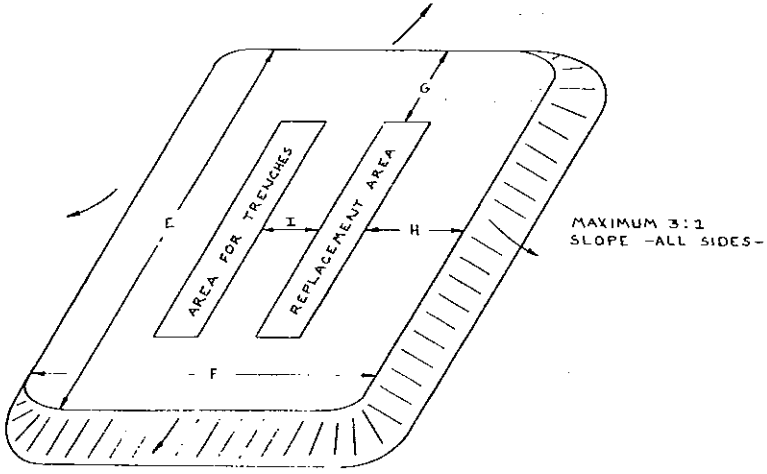 G
E
AREA FOR TRENCHES
I
REPLACEMENT AREA
H
MAXIMUM 3:1
SLOPE -ALL SIDES-
F